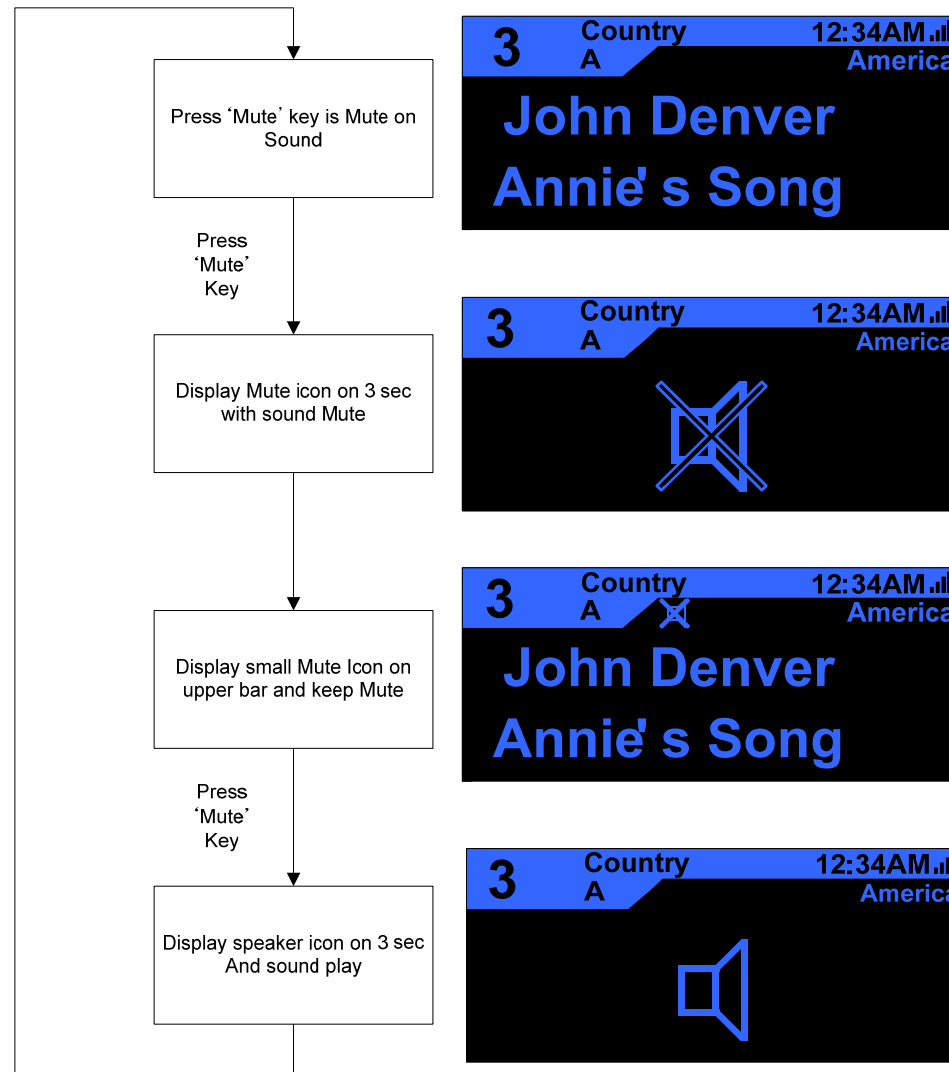 Press ‘Mute’ key is Mute on
Sound
3
Country
12:34AM
A
America
John Denver
Annie's Song
Press
‘Mute’
Key
Display Mute icon on 3 sec
with sound Mute
3
Country
12:34AM
A
America
Display small Mute Icon on
upper bar and keep Mute
3
Country
12:34AM
A
America
John Denver
Annie's Song
Press
‘Mute’
Key
Display speaker icon on 3 sec
And sound play
3
Country
12:34AM
A
America